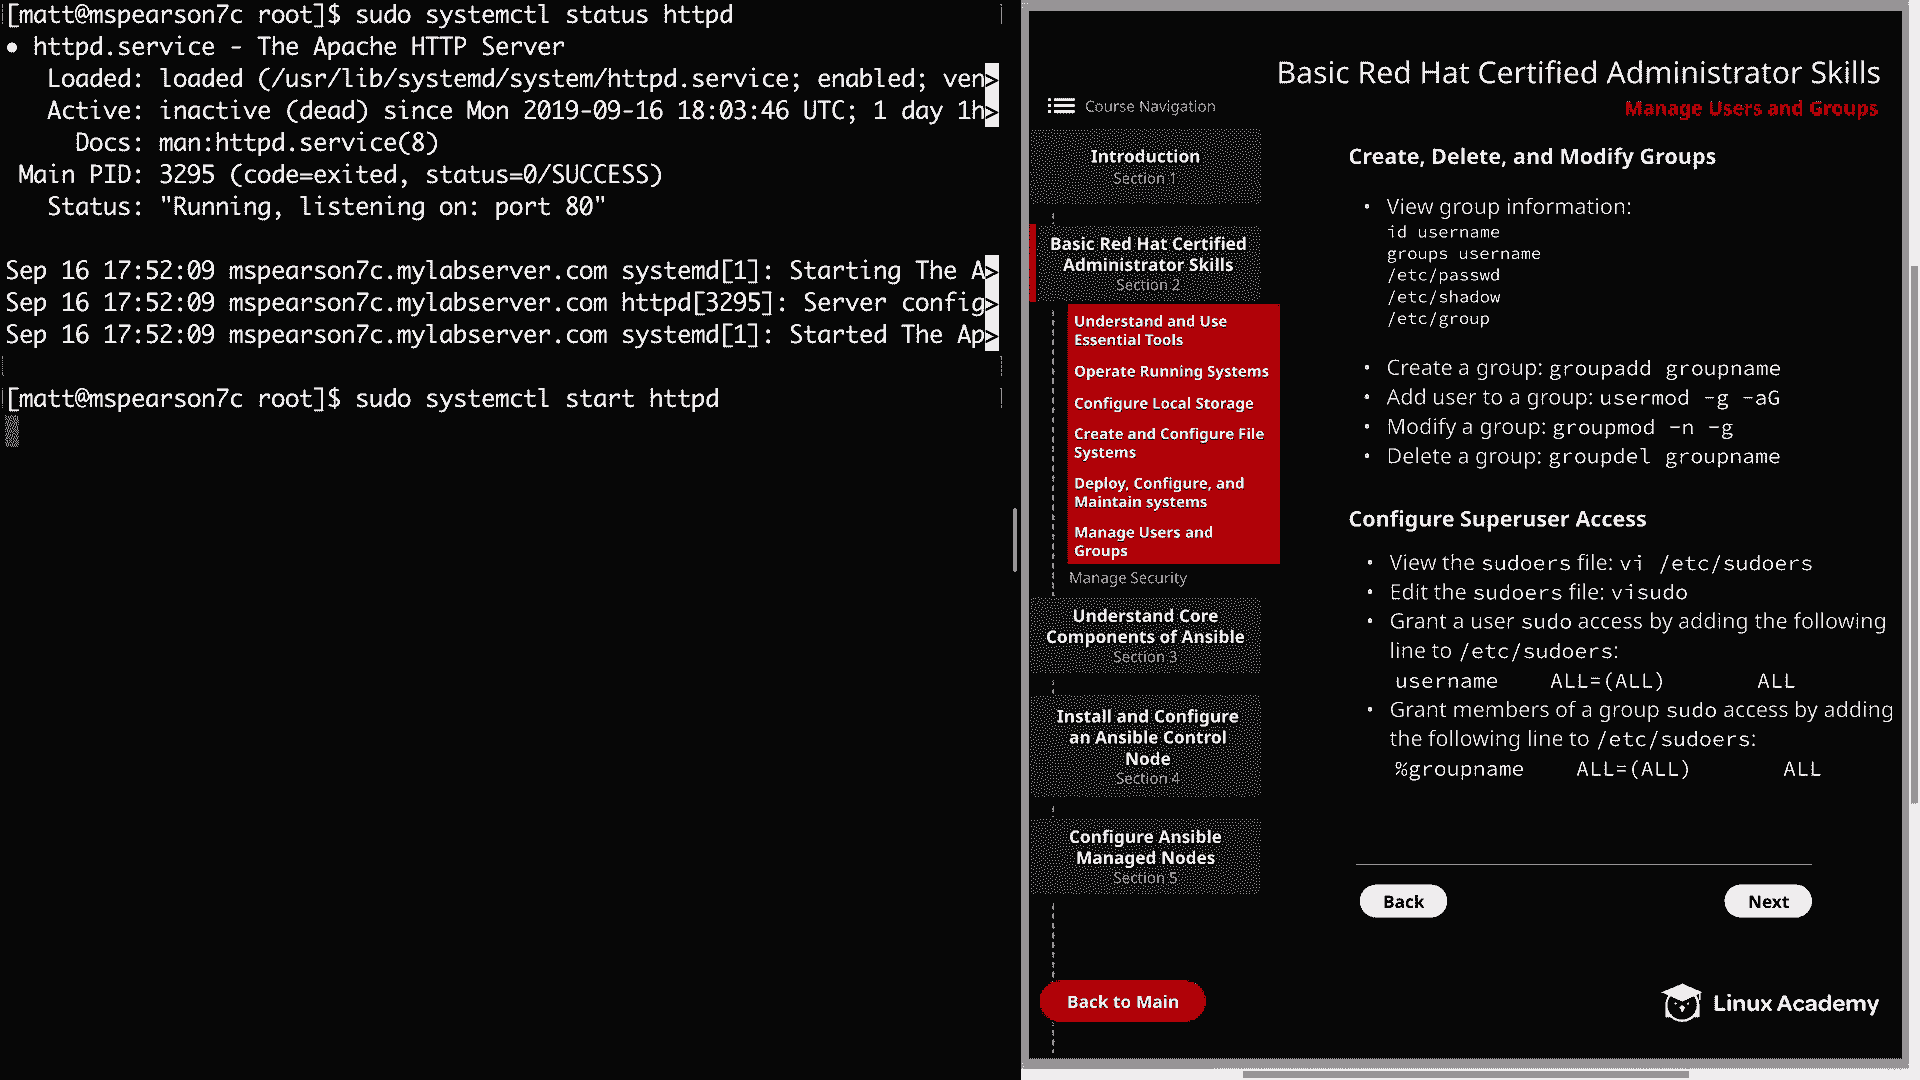 [matt@mspearson7c root]$ sudo systemctl status httpd
● httpd.service - The Apache HTTP Server
Loaded: loaded (/usr/lib/systemd/system/httpd.service; enabled; ven>
Active: inactive (dead) since Mon 2019-09-16 18:03:46 UTC; 1 day 1h>
Docs: man:httpd.service(8)
Main PID: 3295 (code=exited, status=0/SUCCESS)
Status: "Running, listening on: port 80"
Sep 16 17:52:09 mspearson7c.mylabserver.com systemd[1]: Starting The A>
Sep 16 17:52:09 mspearson7c.mylabserver.com httpd[3295]: Server config>
Sep 16 17:52:09 mspearson7c.mylabserver.com systemd[1]: Started The Ap>
[matt@mspearson7c root]$ sudo systemctl start httpd
Basic Red Hat Certified Administrator Skills
Manage Users and Groups
Course Navigation
Introduction
Section 1
Basic Red Hat Certified
Administrator Skills
Section 2
Understand and Use
Essential Tools
Operate Running Systems
Configure Local Storage
Create and Configure File
Systems
Deploy, Configure, and
Maintain systems
Manage Users and
Groups
Manage Security
Understand Core
Components of Ansible
Section 3
Install and Configure
an Ansible Control
Node
Section 4
Configure Ansible
Managed Nodes
Section 5
Back to Main
Create, Delete, and Modify Groups
• View group information:
id username
groups username
/etc/passwd
/etc/shadow
/etc/group
• Create a group: groupadd groupname
• Add user to a group: usermod -g -aG
• Modify a group: groupmod -n -g
• Delete a group: groupdel groupname
Configure Superuser Access
• View the sudoers file: vi /etc/sudoers
• Edit the sudoers file: visudo
• Grant a user sudo access by adding the following
line to /etc/sudoers:
username ALL=(ALL) ALL
• Grant members of a group sudo access by adding
the following line to /etc/sudoers:
%groupname ALL=(ALL) ALL
Back
Next
Linux Academy